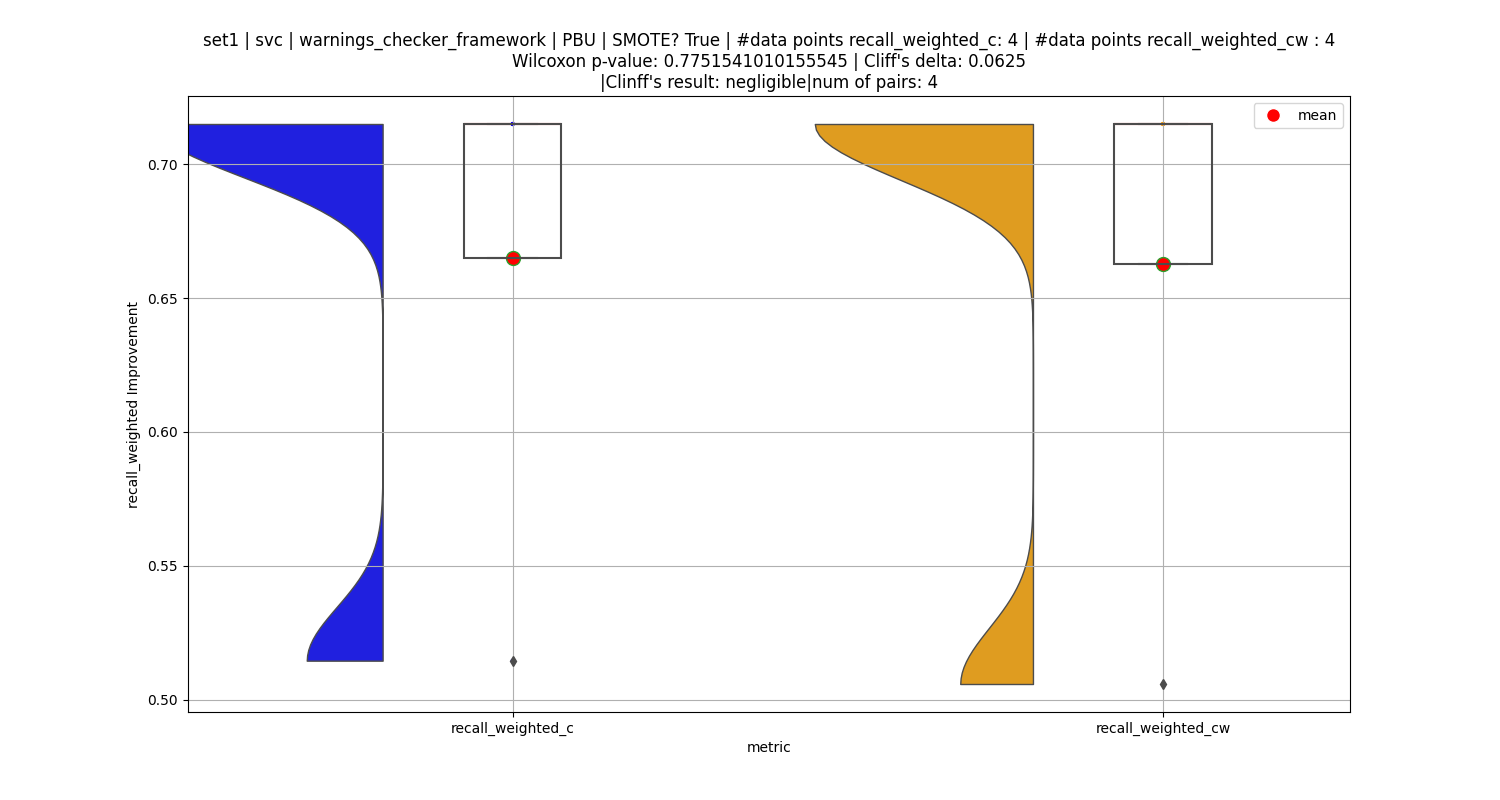 set1 | svc | warnings_checker_framework | PBU | SMOTE? True | #data points recall_weighted_c: 4 | #data points recall_weighted_cw : 4
Wilcoxon p-value: 0.7751541010155545 | Cliff's delta: 0.0625
|Clinff's result: negligible|num of pairs: 4
mean
0.70
0.65
0.60
0.55
0.50
recall_weighted Improvement
recall_weighted_c
recall_weighted_cw
metric